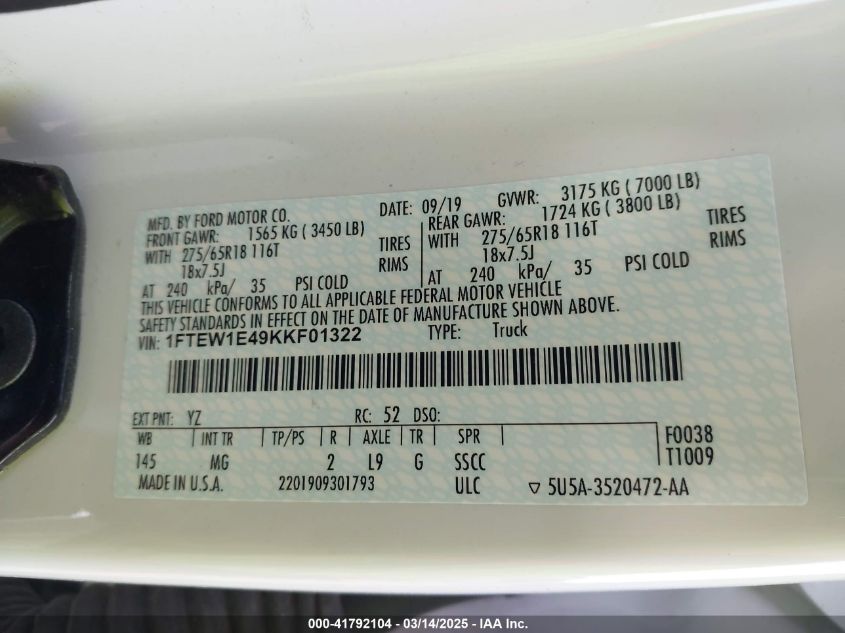 MFD. BY FORD MOTOR CO. DATE: 09/19 GVWR: 3175 KG ( 7000 LB)
FRONT GAWR: 1565 KG ( 3450 LB) REAR GAWR: 1724 KG ( 3800 LB)
WITH 275/65R18 116T TIRES WITH 275/65R18 116T TIRES
18x7.5J RIMS 18x7.5J RIMS
AT 240 kPa/ 35 PSI COLD AT 240 kPa/ 35 PSI COLD
THIS VEHICLE CONFORMS TO ALL APPLICABLE FEDERAL MOTOR VEHICLE
SAFETY STANDARDS IN EFFECT ON THE DATE OF MANUFACTURE SHOWN ABOVE.
VIN: 1FTEW1E49KKF01322 TYPE: Truck
EXT PNT: YZ RC: 52 DSO:
WB INT TR TP/PS R AXLE TR SPR F0038
145 MG 2 L9 G SSCC T1009
MADE IN U.S.A. 2201909301793 ULC ▽ 5U5A-3520472-AA
000-41792104 - 03/14/2025 - IAA Inc.